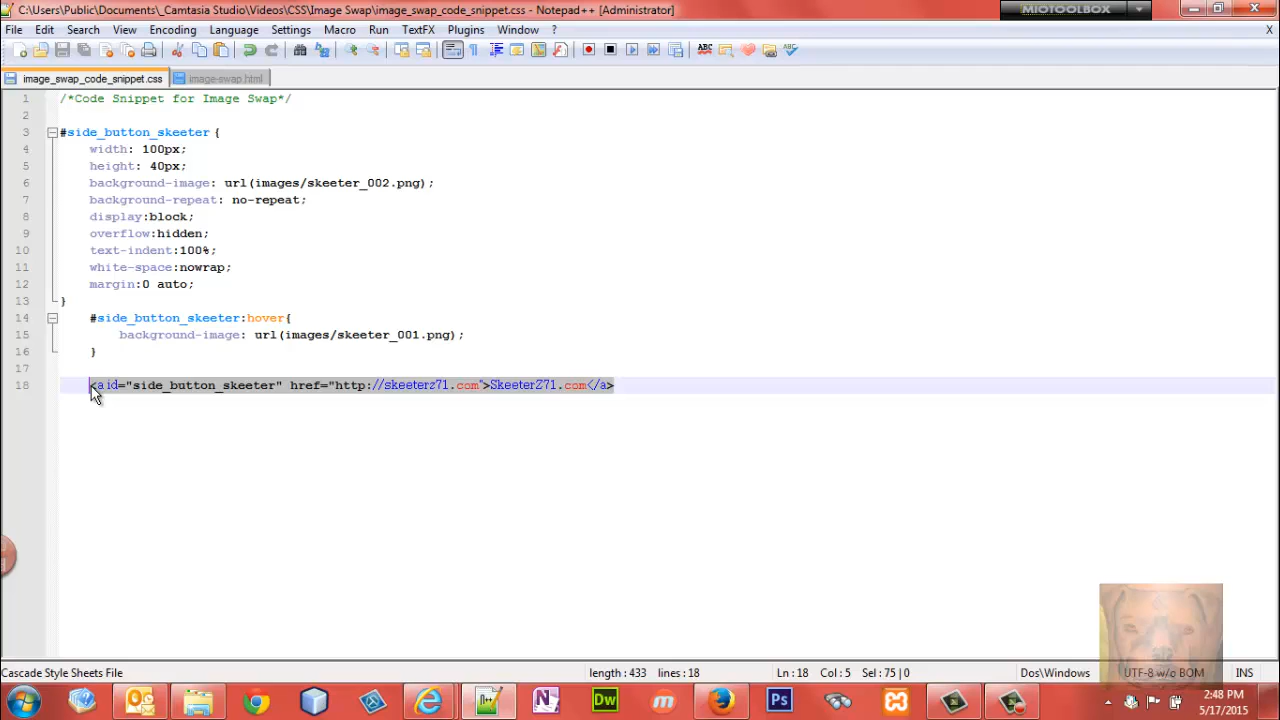 C:\Users\Public\Documents\_Camtasia Studio\Videos\CSS\Image Swap\image_swap_code_snippet.css - Notepad++ [Administrator]
MIOTOOLBOX
File Edit Search View Encoding Language Settings Macro Run TextFX Plugins Window ? X
image_swap_code_snippet.css image-swap.html
1 /*Code Snippet for Image Swap*/
2
3 #side_button_skeeter {
4 width: 100px;
5 height: 40px;
6 background-image: url(images/skeeter_002.png);
7 background-repeat: no-repeat;
8 display:block;
9 overflow:hidden;
10 text-indent:100%;
11 white-space:nowrap;
12 margin:0 auto;
13 }
14 #side_button_skeeter:hover{
15 background-image: url(images/skeeter_001.png);
16 }
17
18 <a id="side_button_skeeter" href="http://skeeterz71.com">SkeeterZ71.com</a>
Cascade Style Sheets File length : 433 lines : 18 Ln : 18 Col : 5 Sel : 75 | 0 Dos\Windows UTF-8 w/o BOM INS
2:48 PM
5/17/2015